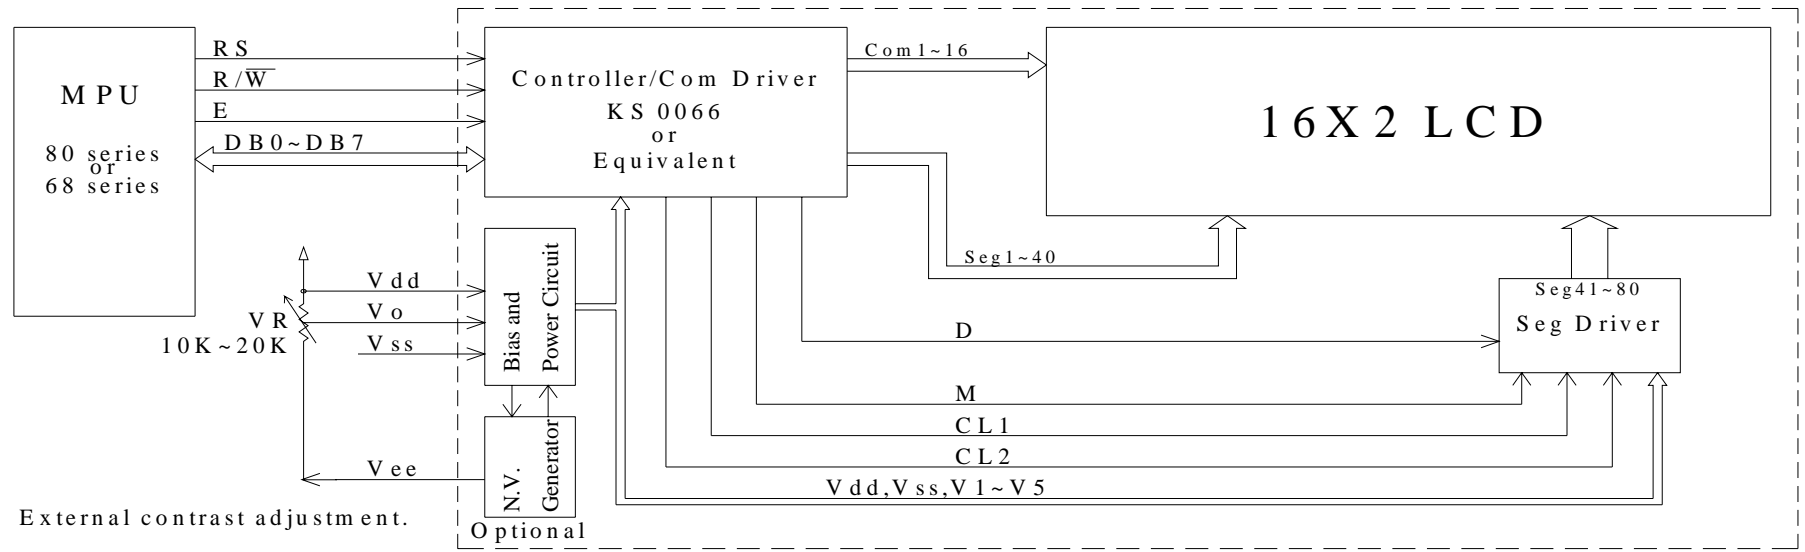 MPU
80 series
or
68 series
RS
R/W̅
E
DB0~DB7
Controller/Com Driver
KS0066
or
Equivalent
Com1~16
16X2 LCD
Seg1~40
Seg41~80
Seg Driver
Vdd
Vo
Vss
VR
10K~20K
Bias and
Power Circuit
D
M
CL1
CL2
Vdd,Vss,V1~V5
N.V.
Generator
Vee
Optional
External contrast adjustment.